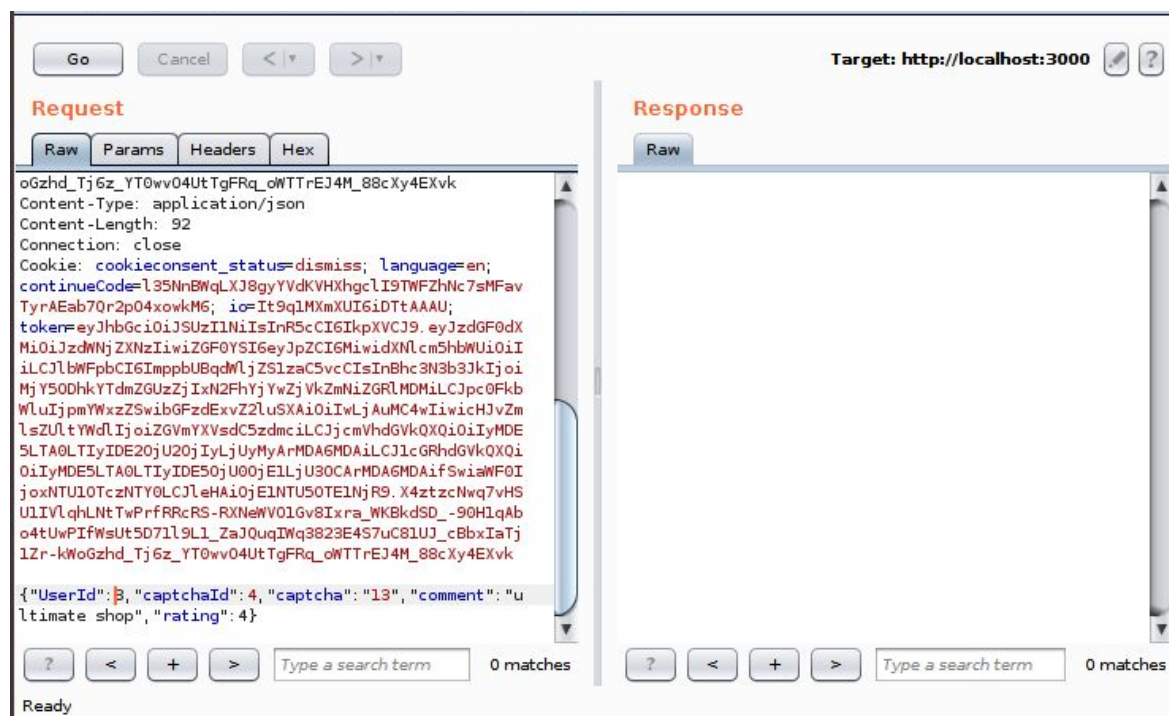 Go Cancel < > Target: http://localhost:3000 ?
Request
Raw Params Headers Hex
oGzhd_Tj6z_YT0wvO4UtTgFRq_oWTTrEJ4M_88cXy4EXvk
Content-Type: application/json
Content-Length: 92
Connection: close
Cookie: cookieconsent_status=dismiss; language=en;
continueCode=l35NnBWqLXJ8gyYVdKVHXhgclI9TWFZhNc7sMFav
TyrAEab7Qr2pO4xowkM6; io=It9qlMXmXUI6iDTtAAAU;
token=eyJhbGciOiJSUzI1NiIsInR5cCI6IkpXVCJ9.eyJzdGF0dX
MiOiJzdWNjZXNzIiwiZGF0YSI6eyJpZCI6MiwidXNlcm5hbWUiOiI
iLCJlbWFpbCI6ImppbUBqdWljZS1zaC5vcCIsInBhc3N3b3JkIjoi
MjY5ODhkYTdmZGUzZjIxN2FhYjYwZjVkZmNiZGRlMDMiLCJpc0Fkb
WluIjpmYWxzZSwibGFzdExvZ2luSXAiOiIwLjAuMC4wIiwicHJvZm
lsZUltYWdlIjoiZGVmYXVsdC5zdmciLCJjcmVhdGVkQXQiOiIyMDE
5LTA0LTIyIDE2OjU2OjIyLjUyMyArMDA6MDAiLCJ1cGRhdGVkQXQi
OiIyMDE5LTA0LTIyIDE5OjU0OjE1LjU3OCArMDA6MDAifSwiaWF0I
joxNTU1OTczNTY0LCJleHAiOjE1NTU5OTE1NjR9.X4ztzcNwq7vHS
U1IVlqhLNtTwPrfRRcRS-RXNeWVO1Gv8Ixra_WKBkdSD_-90H1qAb
o4tUwPIfWsUt5D71l9L1_ZaJQuqIWq3823E4S7uC81UJ_cBbxIaTj
1Zr-kWoGzhd_Tj6z_YT0wvO4UtTgFRq_oWTTrEJ4M_88cXy4EXvk
{"UserId":3,"captchaId":4,"captcha":"13","comment":"u
ltimate shop","rating":4}
? < + > Type a search term 0 matches
Ready
Response
Raw
? < + > Type a search term 0 matches